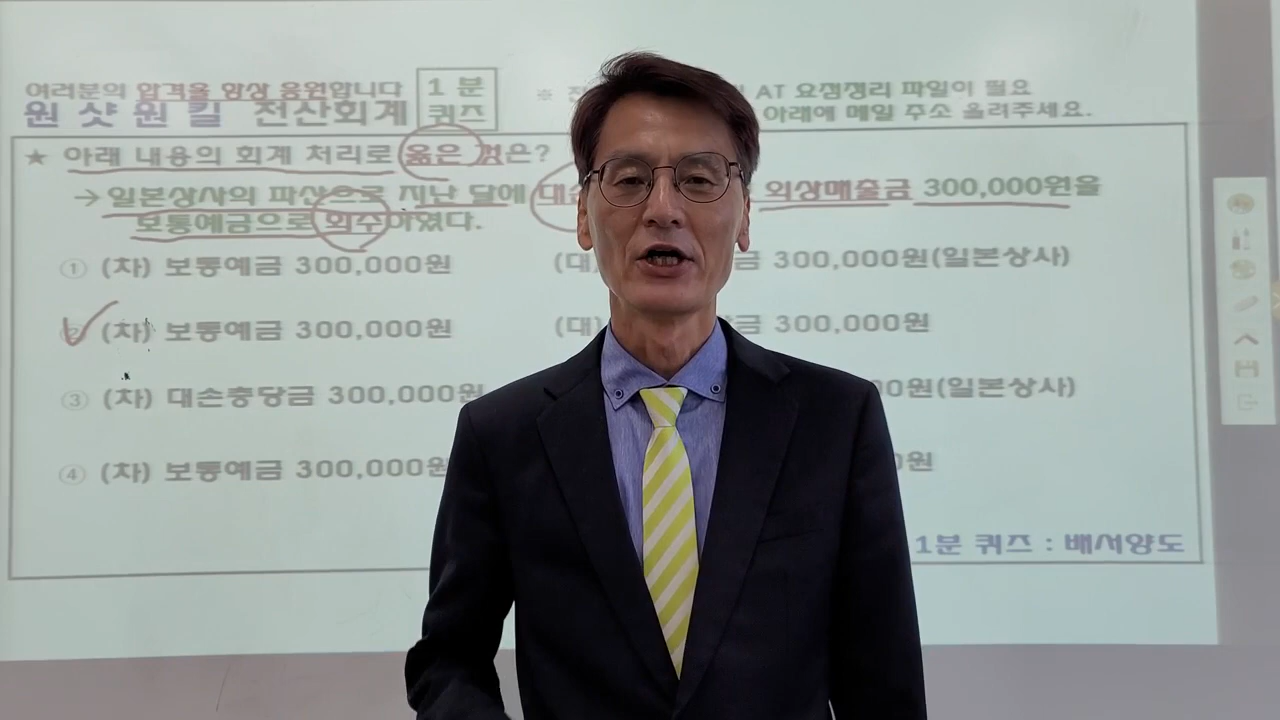 여러분의 합격을 항상 응원합니다
1 분
※ AT 요점정리 파일이 필요
원 샷 원 킬 전산회계
퀴즈
아래에 메일 주소 올려주세요.
★ 아래 내용의 회계 처리로 옳은 것은?
→ 일본상사의 파산으로 지난 달에 외상매출금 300,000원을
보통예금으로 회수하였다.
① (차) 보통예금 300,000원 (대) 금 300,000원(일본상사)
② (차) 보통예금 300,000원 (대) 당금 300,000원
③ (차) 대손충당금 300,000원 00원(일본상사)
④ (차) 보통예금 300,000원 0원
1분 퀴즈 : 배서양도